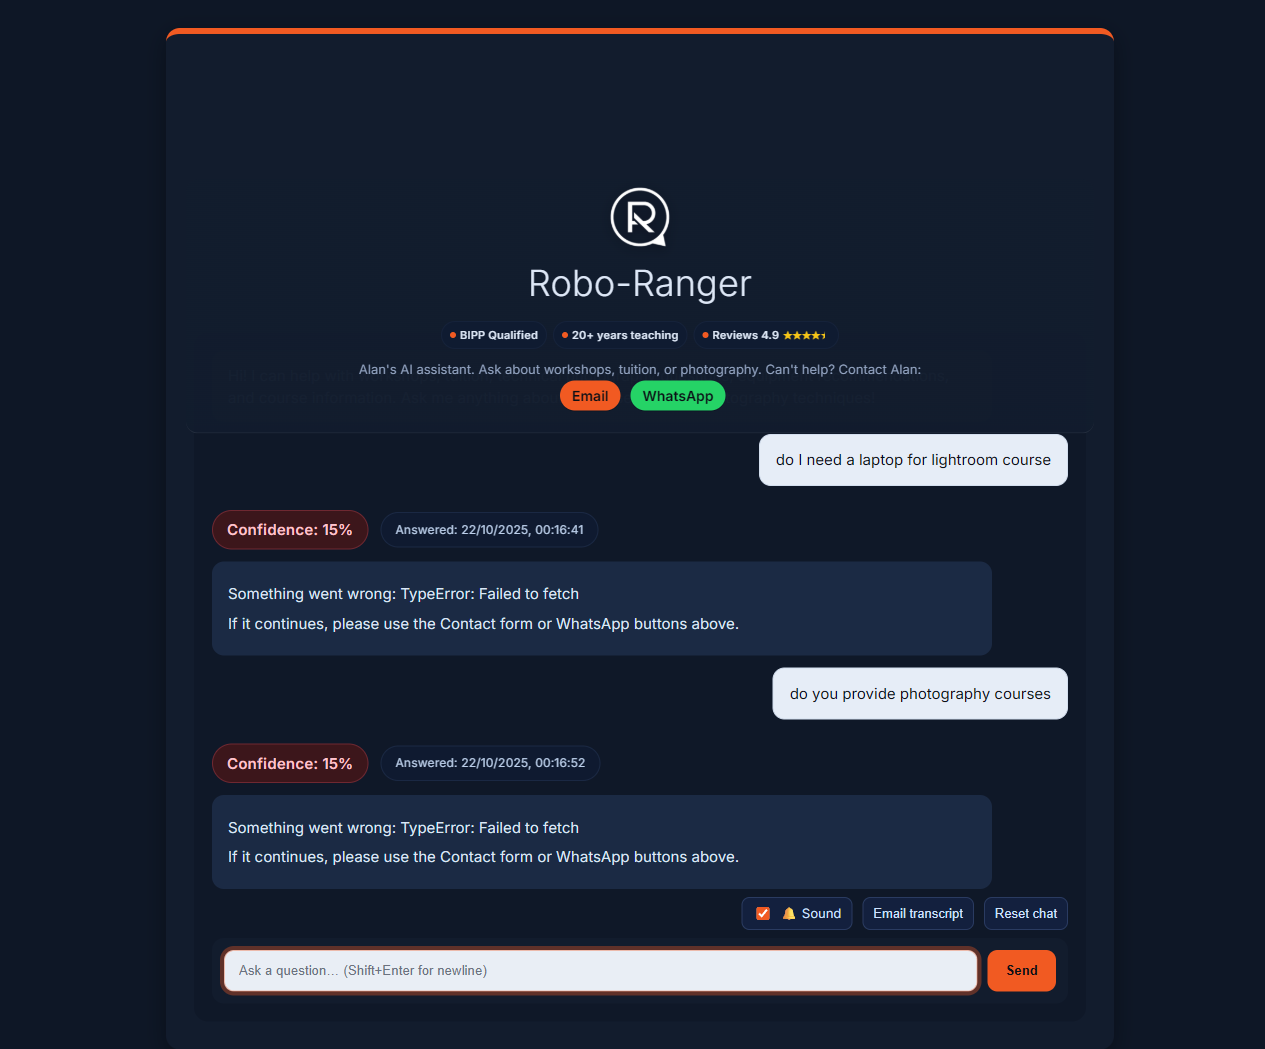 R
Robo-Ranger
BIPP Qualified
20+ years teaching
Reviews 4.9 ★★★★⯨
Alan's AI assistant. Ask about workshops, tuition, or photography. Can't help? Contact Alan:
Email
WhatsApp
do I need a laptop for lightroom course
Confidence: 15%
Answered: 22/10/2025, 00:16:41
Something went wrong: TypeError: Failed to fetch
If it continues, please use the Contact form or WhatsApp buttons above.
do you provide photography courses
Confidence: 15%
Answered: 22/10/2025, 00:16:52
Something went wrong: TypeError: Failed to fetch
If it continues, please use the Contact form or WhatsApp buttons above.
🔔 Sound
Email transcript
Reset chat
Ask a question... (Shift+Enter for newline)
Send